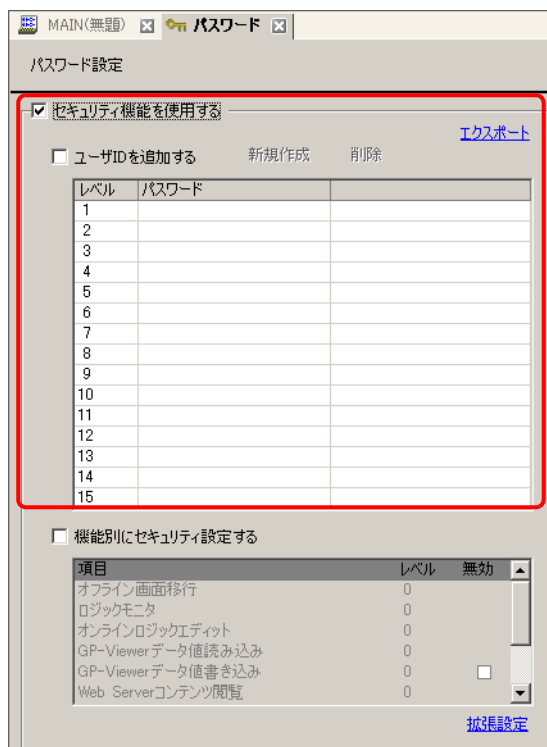 MAIN(無題) パスワード
パスワード設定
セキュリティ機能を使用する
エクスポート
ユーザIDを追加する 新規作成 削除
レベル パスワード
1
2
3
4
5
6
7
8
9
10
11
12
13
14
15
機能別にセキュリティ設定する
項目 レベル 無効
オフライン画面移行 0
ロジックモニタ 0
オンラインロジックエディット 0
GP-Viewerデータ値読み込み 0
GP-Viewerデータ値書き込み 0
Web Serverコンテンツ閲覧 0
拡張設定